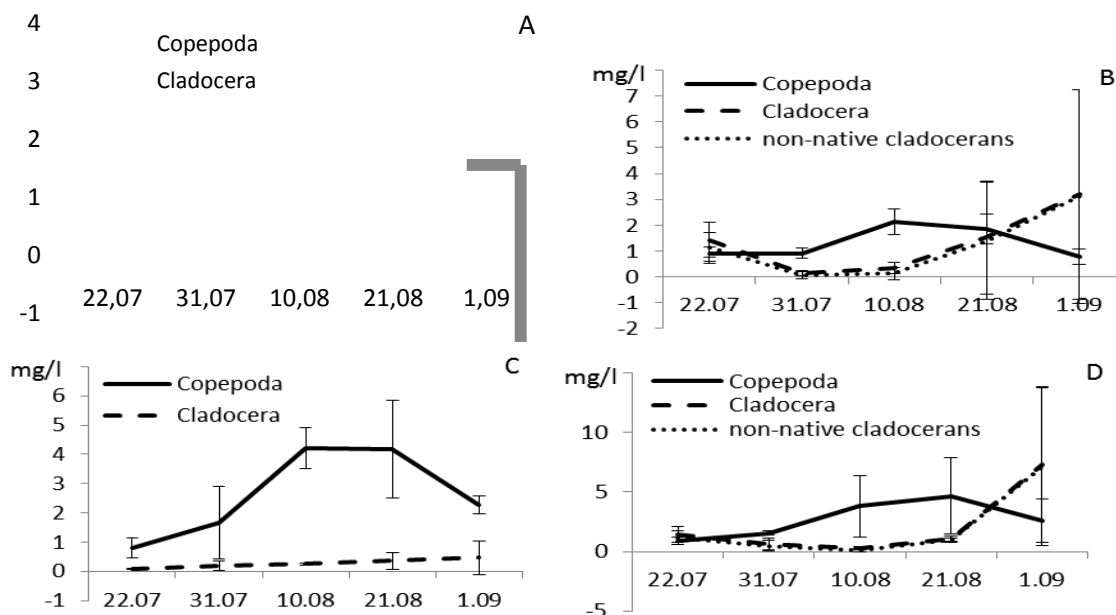 4
Copepoda
A
3
Cladocera
2
1
0
22,07 31,07 10,08 21,08 1,09
-1
mg/l
B
7
Copepoda
6
Cladocera
5
non-native cladocerans
4
3
2
1
0
22.07 31.07 10.08 21.08 1.09
-1
-2
mg/l
C
7
Copepoda
6
Cladocera
5
4
3
2
1
0
22.07 31.07 10.08 21.08 1.09
-1
mg/l
D
15
Copepoda
Cladocera
10
non-native cladocerans
5
0
22.07 31.07 10.08 21.08 1.09
-5